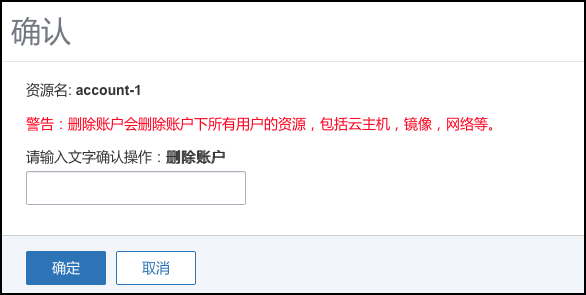 确认
资源名: account-1
警告：删除账户会删除账户下所有用户的资源，包括云主机，镜像，网络等。
请输入文字确认操作：删除账户
确定
取消